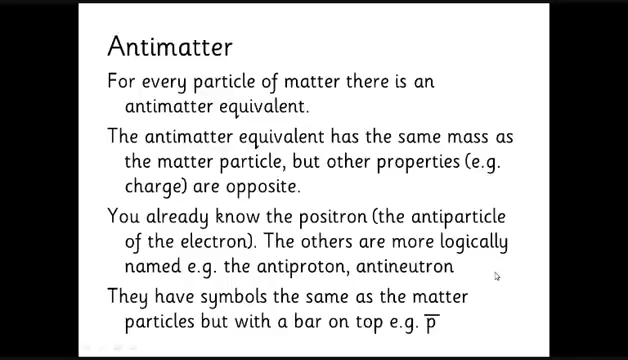 Antimatter
For every particle of matter there is an
antimatter equivalent.
The antimatter equivalent has the same mass as
the matter particle, but other properties (e.g.
charge) are opposite.
You already know the positron (the antiparticle
of the electron). The others are more logically
named e.g. the antiproton, antineutron
They have symbols the same as the matter
particles but with a bar on top e.g. p̅